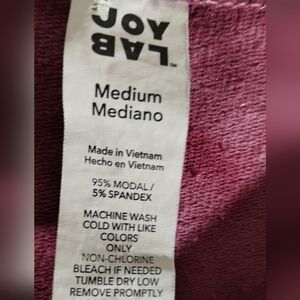 JOY
LAB™
Medium
Mediano
Made in Vietnam
Hecho en Vietnam
95% MODAL/
5% SPANDEX
MACHINE WASH
COLD WITH LIKE
COLORS
ONLY
NON-CHLORINE
BLEACH IF NEEDED
TUMBLE DRY LOW
REMOVE PROMPTLY